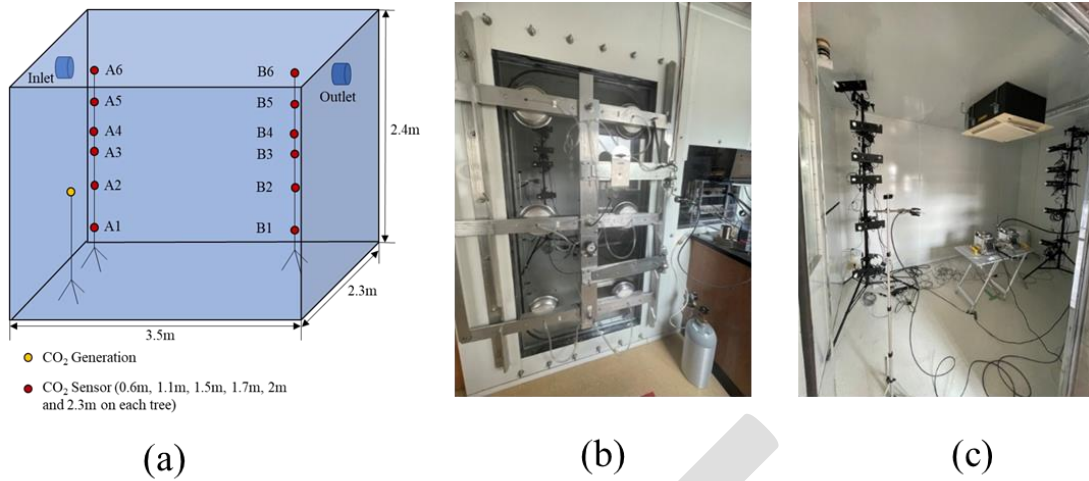 Inlet
A6
A5
A4
A3
A2
A1
B6
B5
B4
B3
B2
B1
Outlet
2.4m
2.3m
3.5m
CO₂ Generation
CO₂ Sensor (0.6m, 1.1m, 1.5m, 1.7m, 2m
and 2.3m on each tree)
(a)
(b)
(c)